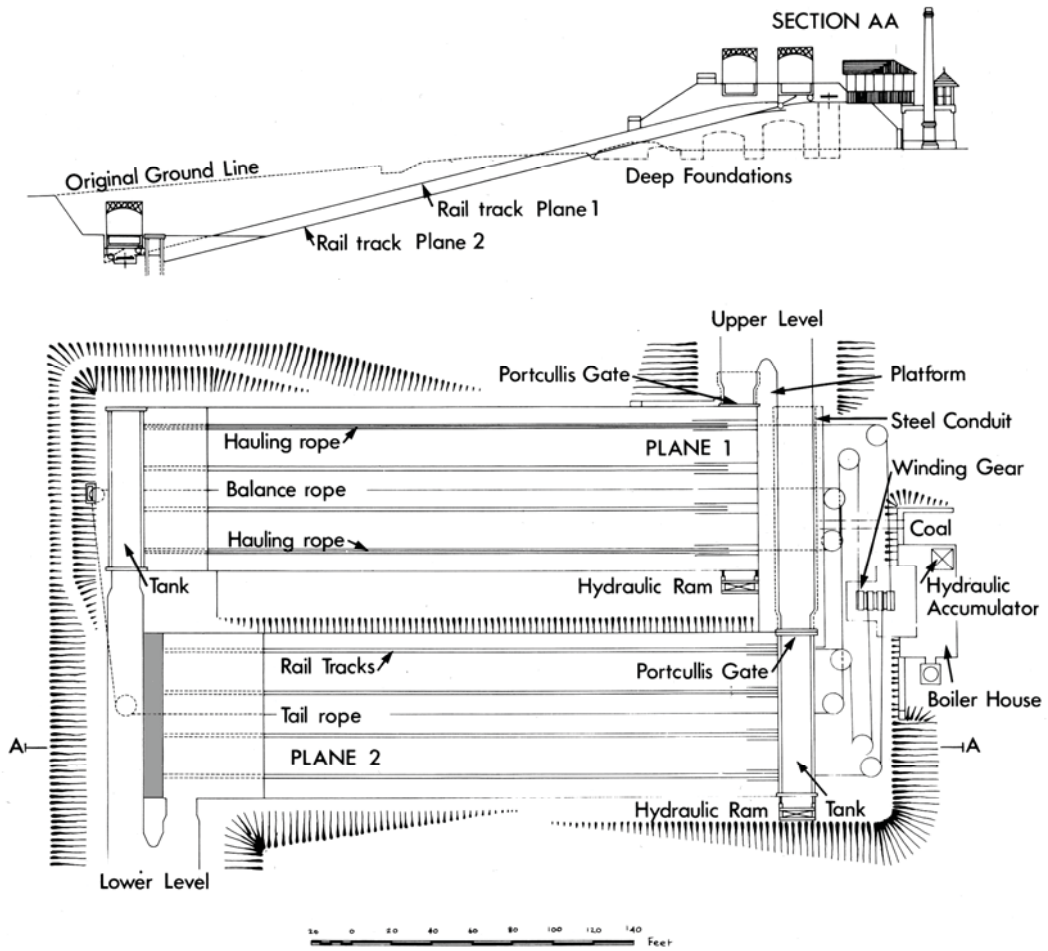 SECTION AA
Original Ground Line
Deep Foundations
Rail track Plane 1
Rail track Plane 2
Upper Level
Portcullis Gate
Platform
Steel Conduit
Hauling rope
PLANE 1
Winding Gear
Balance rope
Coal
Hauling rope
Tank
Hydraulic Ram
Hydraulic
Accumulator
Rail Tracks
Portcullis Gate
Boiler House
Tail rope
A
PLANE 2
A
Hydraulic Ram
Tank
Lower Level
20 0 20 40 60 80 100 120 140
Feet